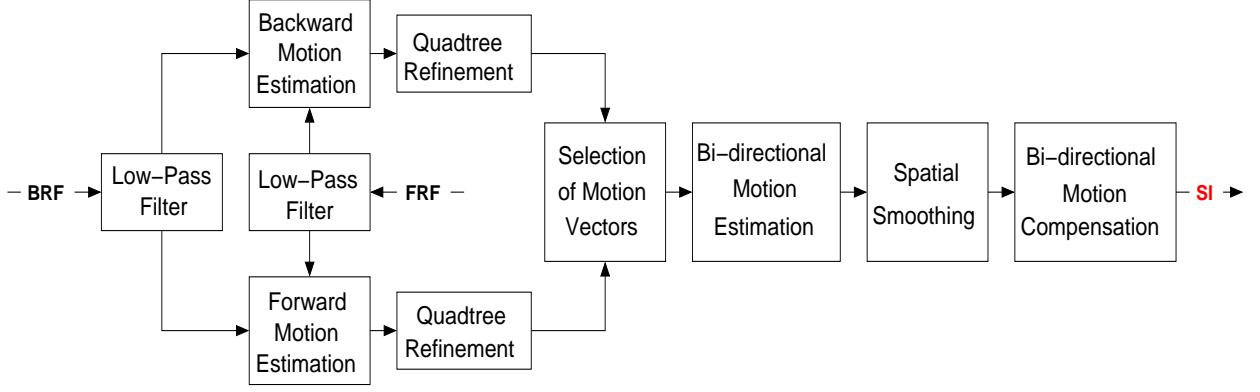 BRF
Low−Pass
Filter
Backward
Motion
Estimation
Quadtree
Refinement
Low−Pass
Filter
FRF
Forward
Motion
Estimation
Quadtree
Refinement
Selection
of Motion
Vectors
Bi−directional
Motion
Estimation
Spatial
Smoothing
Bi−directional
Motion
Compensation
SI